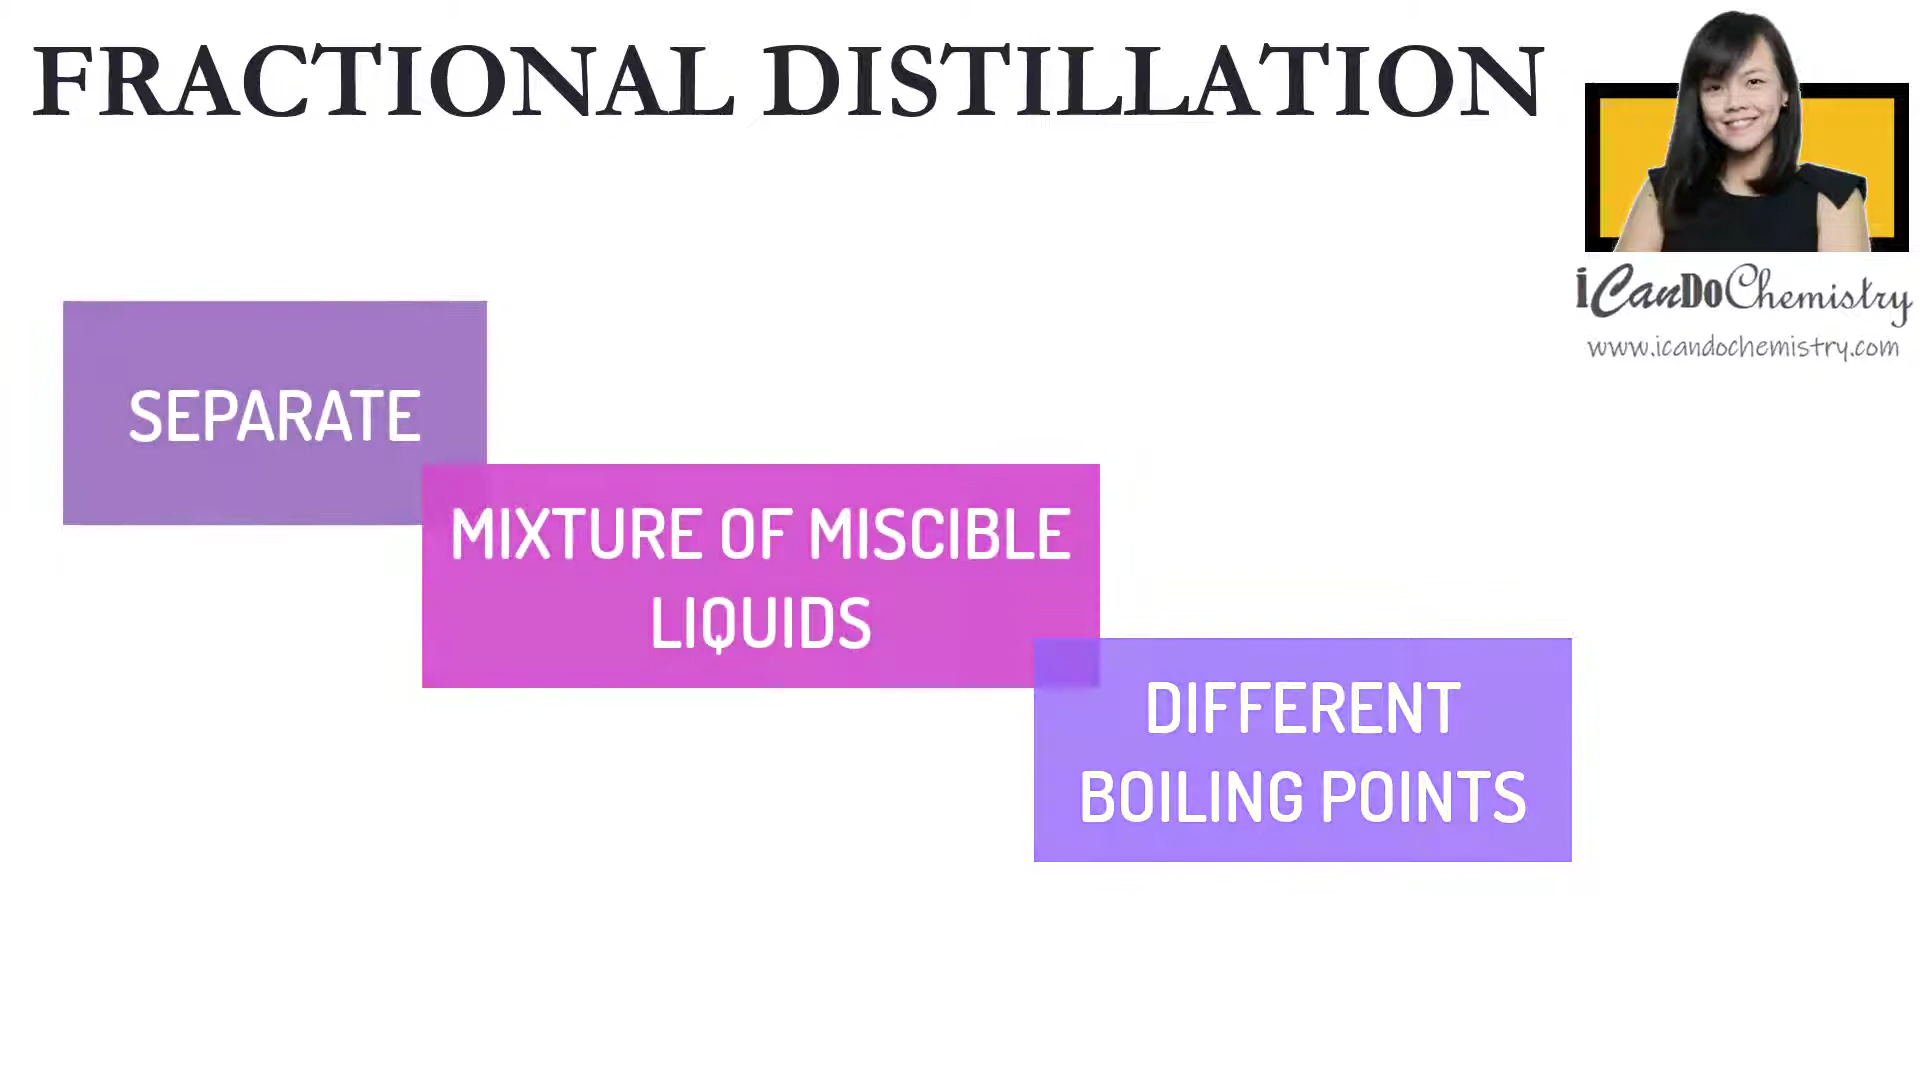 FRACTIONAL DISTILLATION
iCanDoChemistry
www.icandochemistry.com
SEPARATE
MIXTURE OF MISCIBLE
LIQUIDS
DIFFERENT
BOILING POINTS